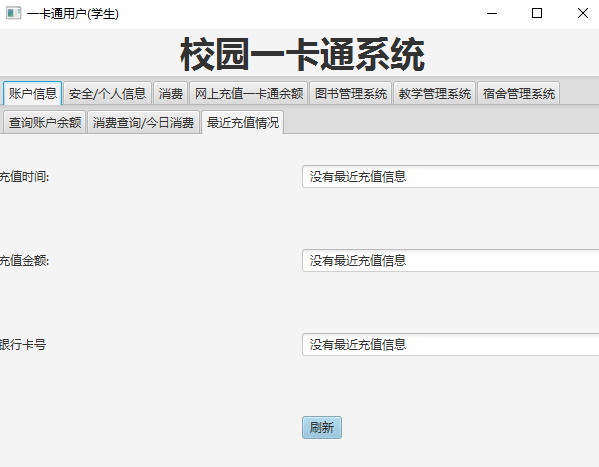 一卡通用户(学生)
校园一卡通系统
账户信息 安全/个人信息 消费 网上充值一卡通余额 图书管理系统 教学管理系统 宿舍管理系统
查询账户余额 消费查询/今日消费 最近充值情况
充值时间: 没有最近充值信息
充值金额: 没有最近充值信息
银行卡号 没有最近充值信息
刷新